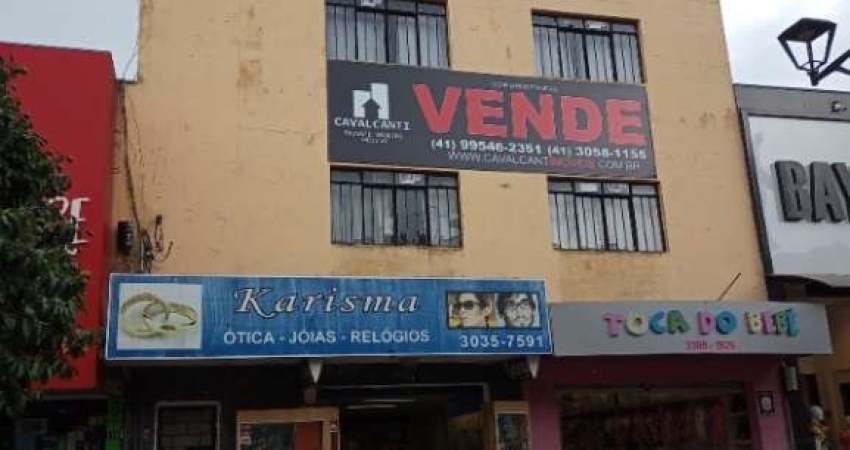 VENDE
CAVALCANTI
(41) 99546-2351 (41) 3058-1155
WWW.CAVALCANTIIMOVEIS.COM.BR
Karisma
ÓTICA - JÓIAS - RELÓGIOS
3035-7591
TOCA DO BEBÊ
BAY